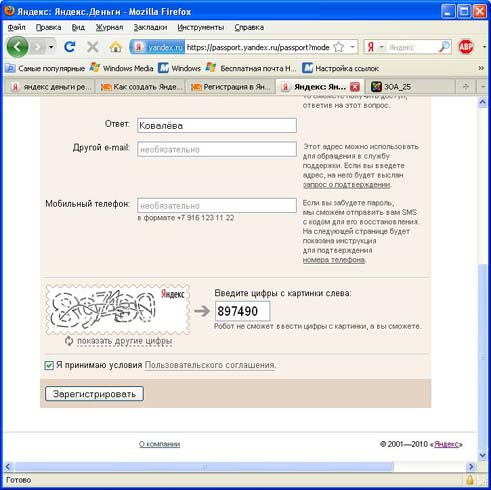 Яндекс: Яндекс.Деньги - Mozilla Firefox
Файл Правка Вид Журнал Закладки Инструменты Справка
yandex.ru https://passport.yandex.ru/passport?mode Яндекс ABP
Самые популярные Windows Media Windows Бесплатная почта H... Настройка ссылок
яндекс деньги ре... Как создать Янде... Регистрация в Ян... Яндекс: Ян... ЗОА_25
то сможете получить доступ,
ответив на этот вопрос.
Ответ: Ковалёва
Другой e-mail: необязательно
Этот адрес можно использовать
для обращения в службу
поддержки. Если вы введете
адрес, на него будет выслан
запрос о подтверждении.
Мобильный телефон: необязательно
в формате +7 916 123 11 22
Если вы забудете пароль,
мы сможем отправить вам SMS
с кодом для его восстановления.
На следующей странице будет
показана инструкция
для подтверждения
номера телефона.
Яндекс
Введите цифры с картинки слева:
897490
Робот не сможет ввести цифры с картинки, а вы сможете.
показать другие цифры
Я принимаю условия Пользовательского соглашения.
Зарегистрировать
О компании © 2001—2010 «Яндекс»
Готово